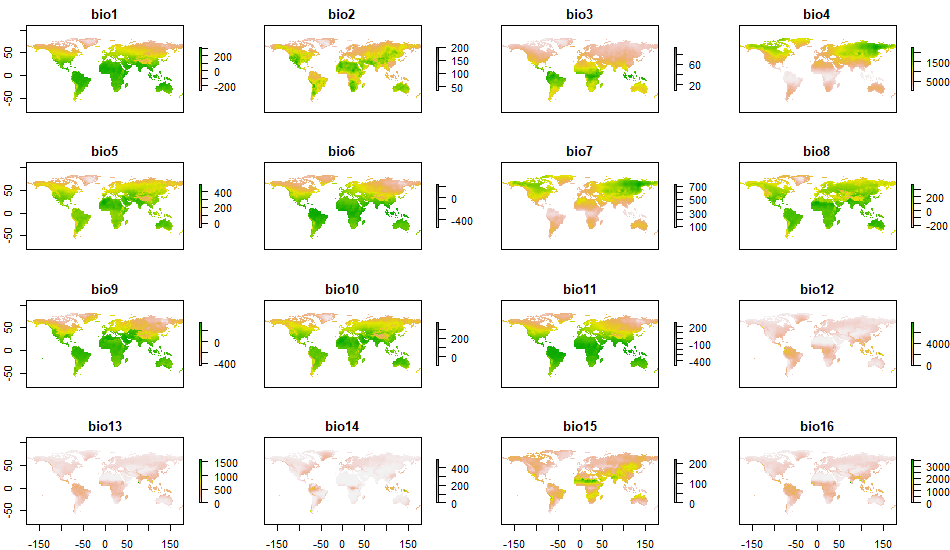 bio1 bio2 bio3 bio4
50 0 -50
200 0 -200
200 150 100 50
60 20
1500 5000
bio5 bio6 bio7 bio8
50 0 -50
400 200 0
0 -400
700 500 300 100
200 -200
bio9 bio10 bio11 bio12
50 0 -50
0 -400
200 0
200 -100 -400
4000 0
bio13 bio14 bio15 bio16
50 0 -50
1500 1000 500 0
400 200 0
200 100 0
3000 2000 1000 0
-150 -50 0 50 150
-150 -50 0 50 150
-150 -50 0 50 150
-150 -50 0 50 150